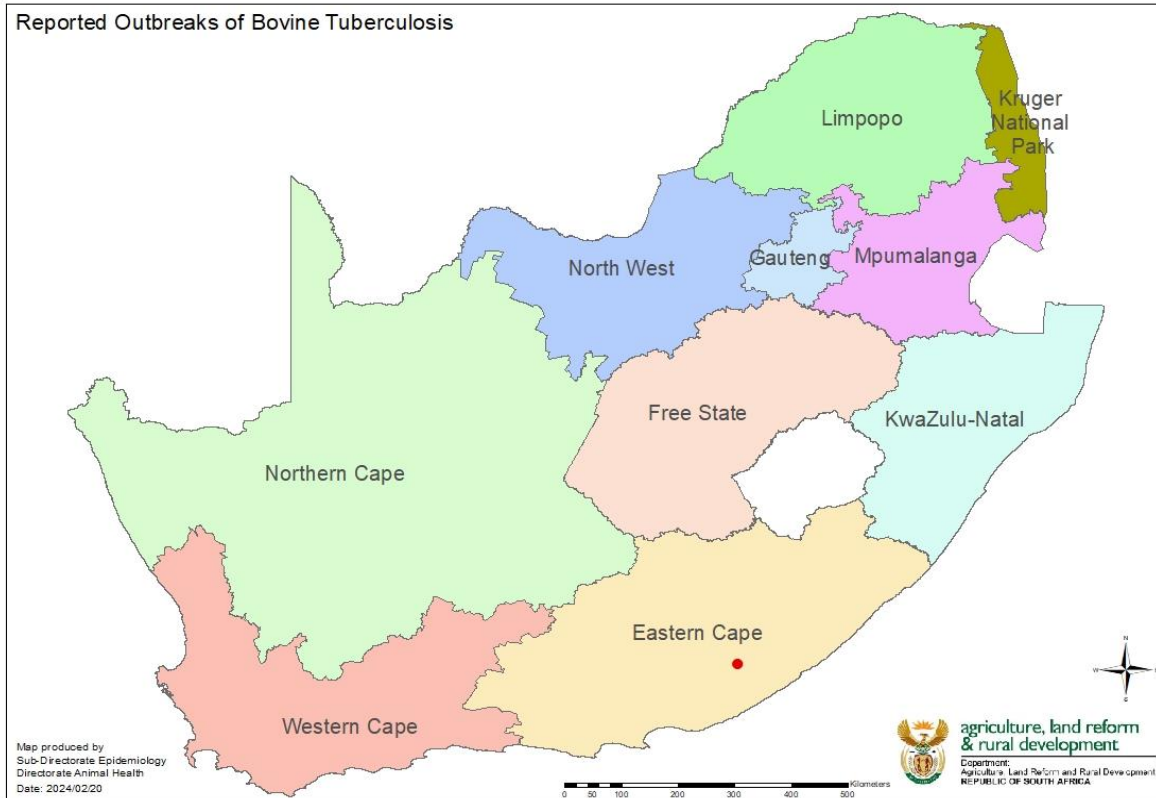 Reported Outbreaks of Bovine Tuberculosis
Kruger
National
Park
Limpopo
North West
Gauteng
Mpumalanga
Free State
KwaZulu-Natal
Northern Cape
Eastern Cape
Western Cape
N
W
S
Map produced by
Sub-Directorate Epidemiology
Directorate Animal Health
Date: 2024/02/20
Kilometers
0 50 100 200 300 400 500
agriculture, land reform
& rural development
Department:
Agriculture, Land Reform and Rural Development
REPUBLIC OF SOUTH AFRICA